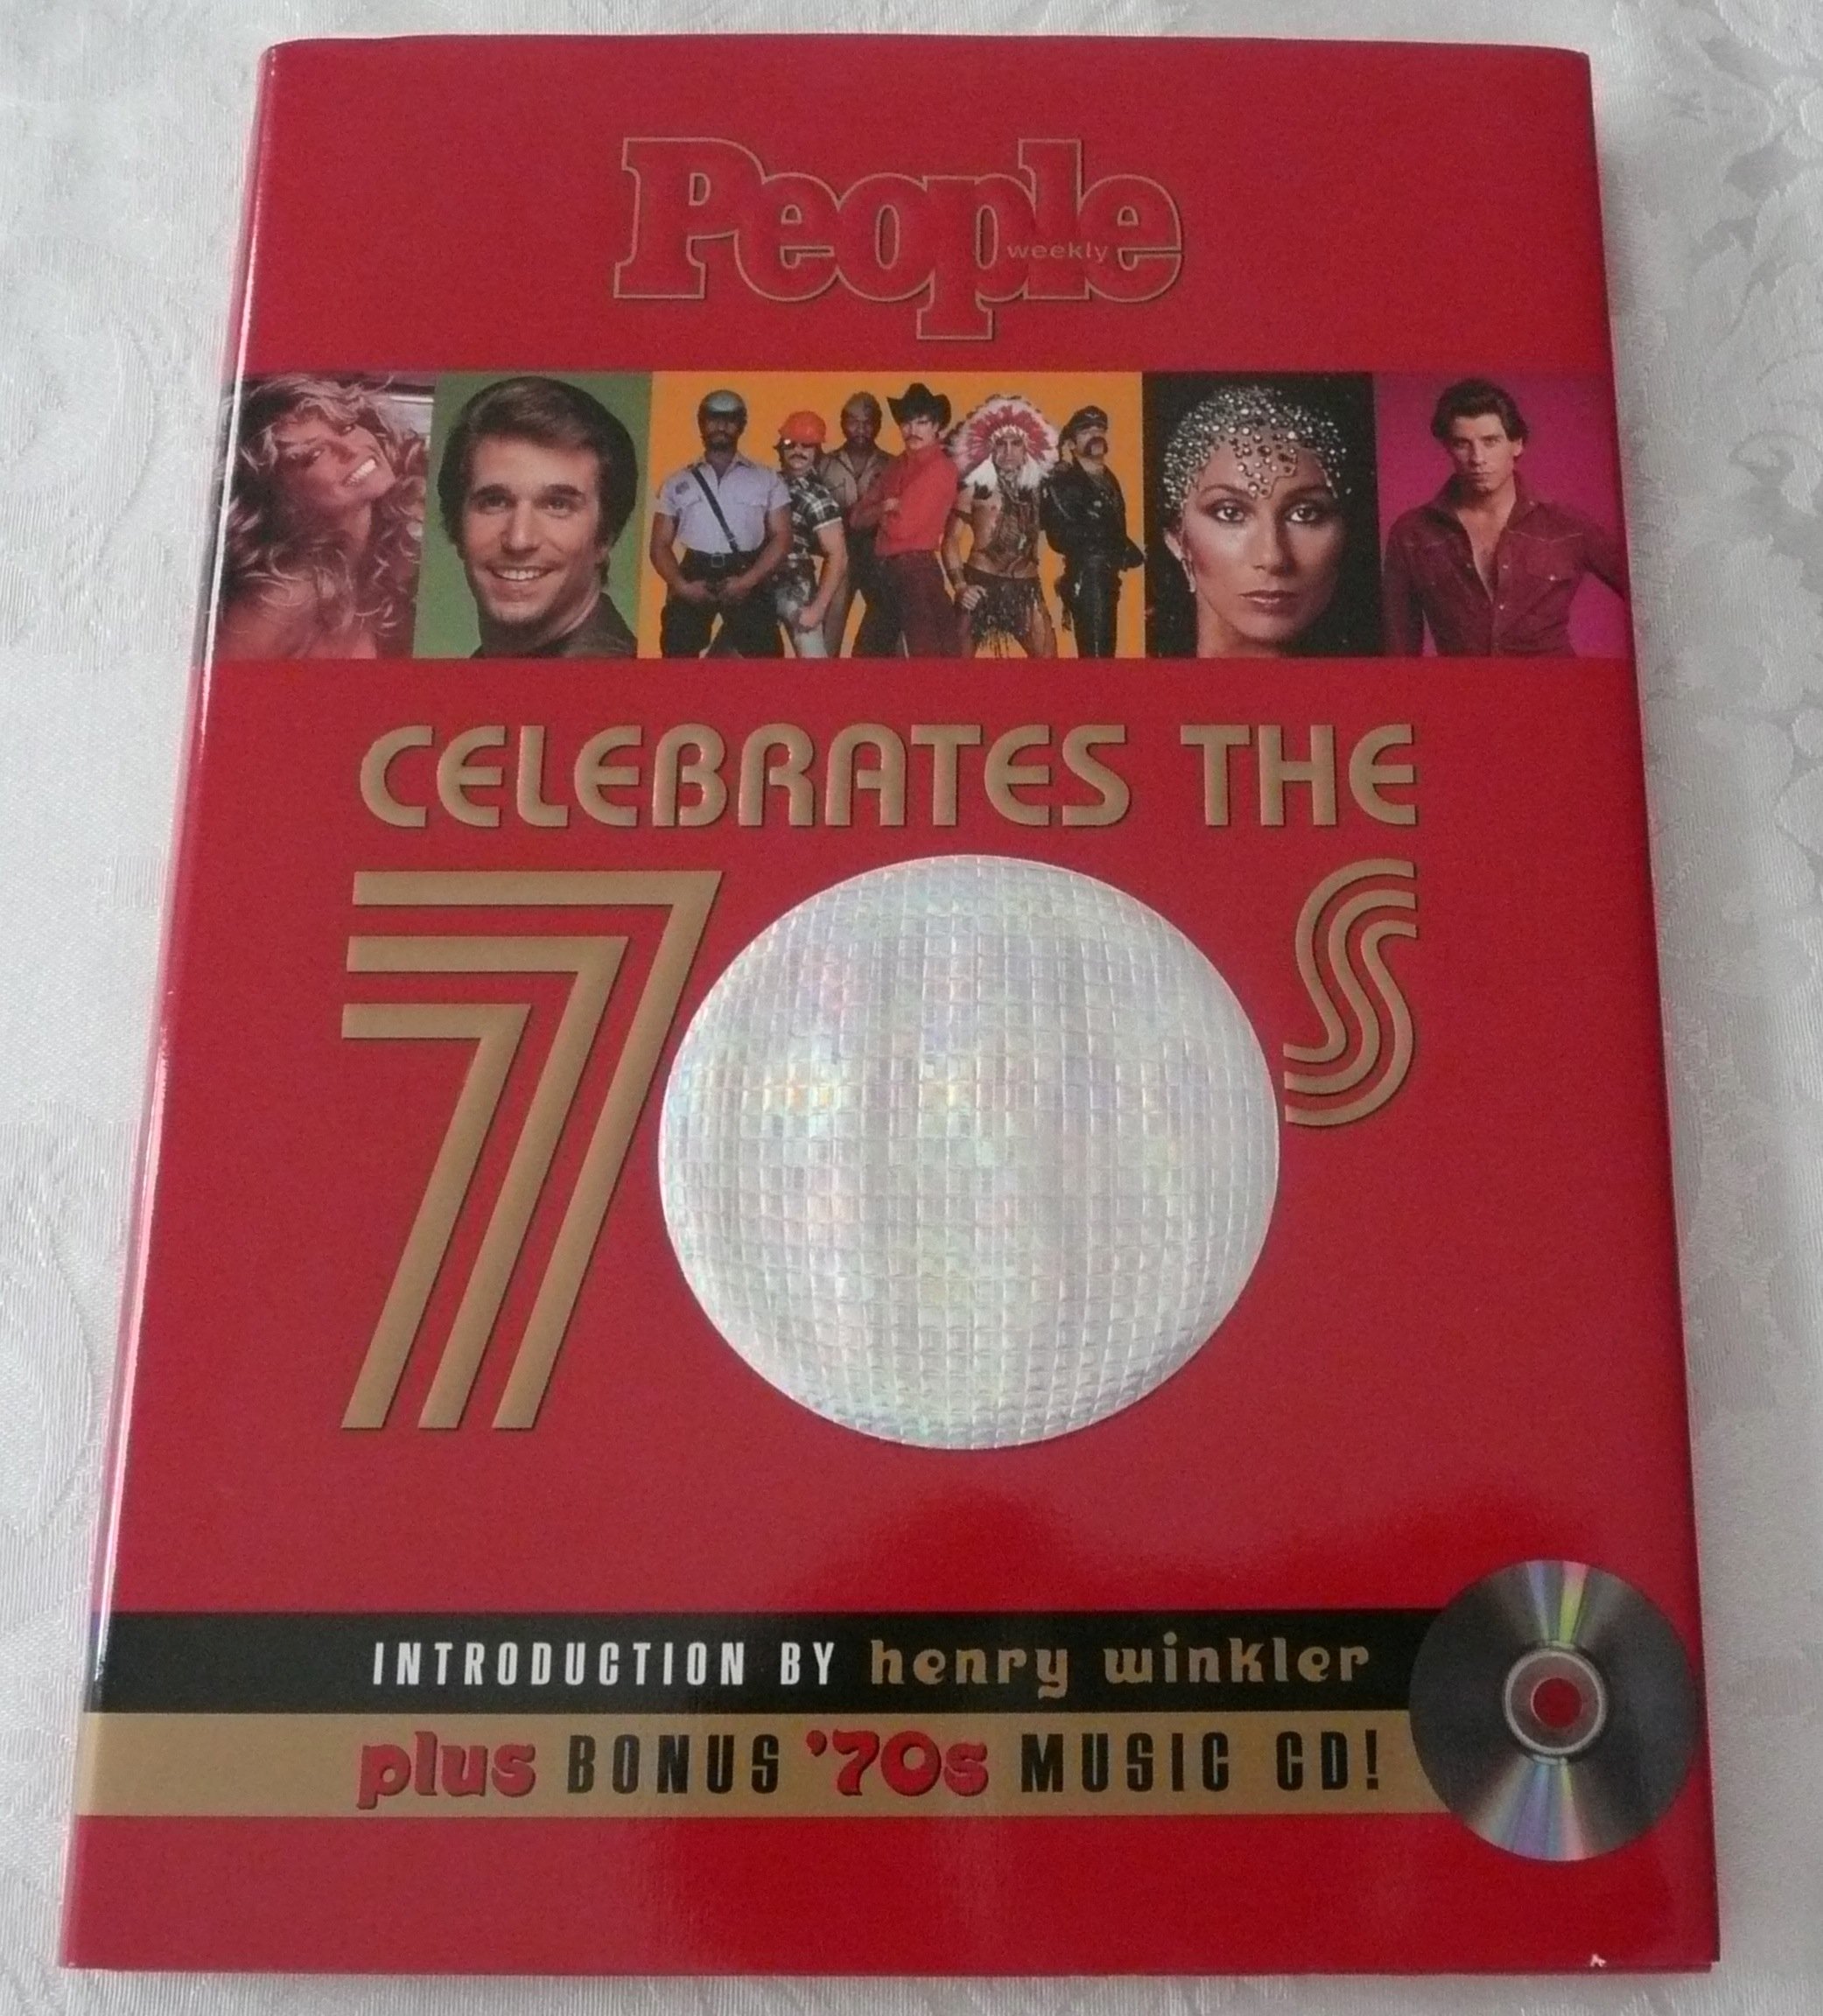 People
weekly
CELEBRATES THE
70S
INTRODUCTION BY henry winkler
plus BONUS '70s MUSIC CD!